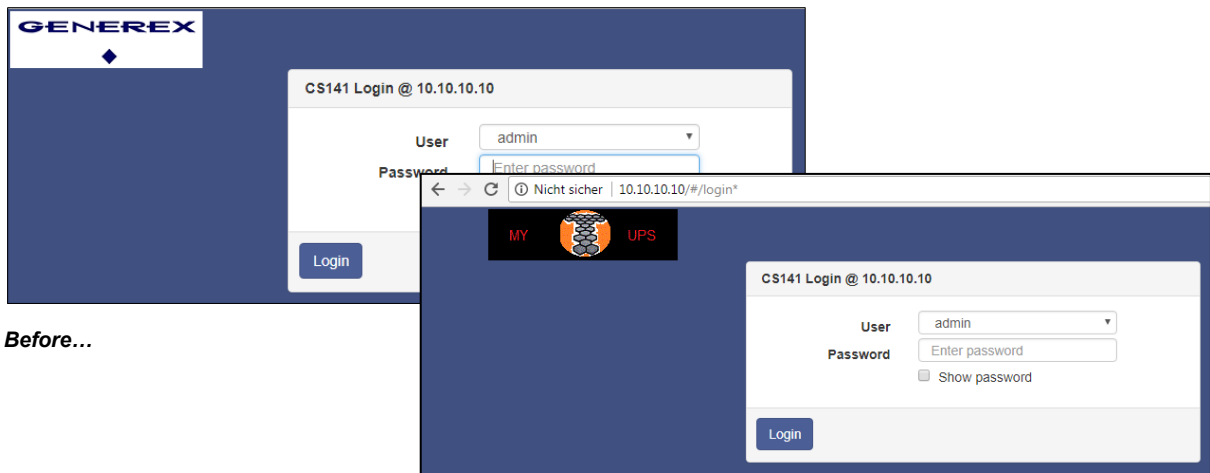 GENEREX
CS141 Login @ 10.10.10.10
User admin
Password Enter password
Login
Before…
Nicht sicher | 10.10.10.10/#/login*
MY UPS
CS141 Login @ 10.10.10.10
User admin
Password Enter password
Show password
Login